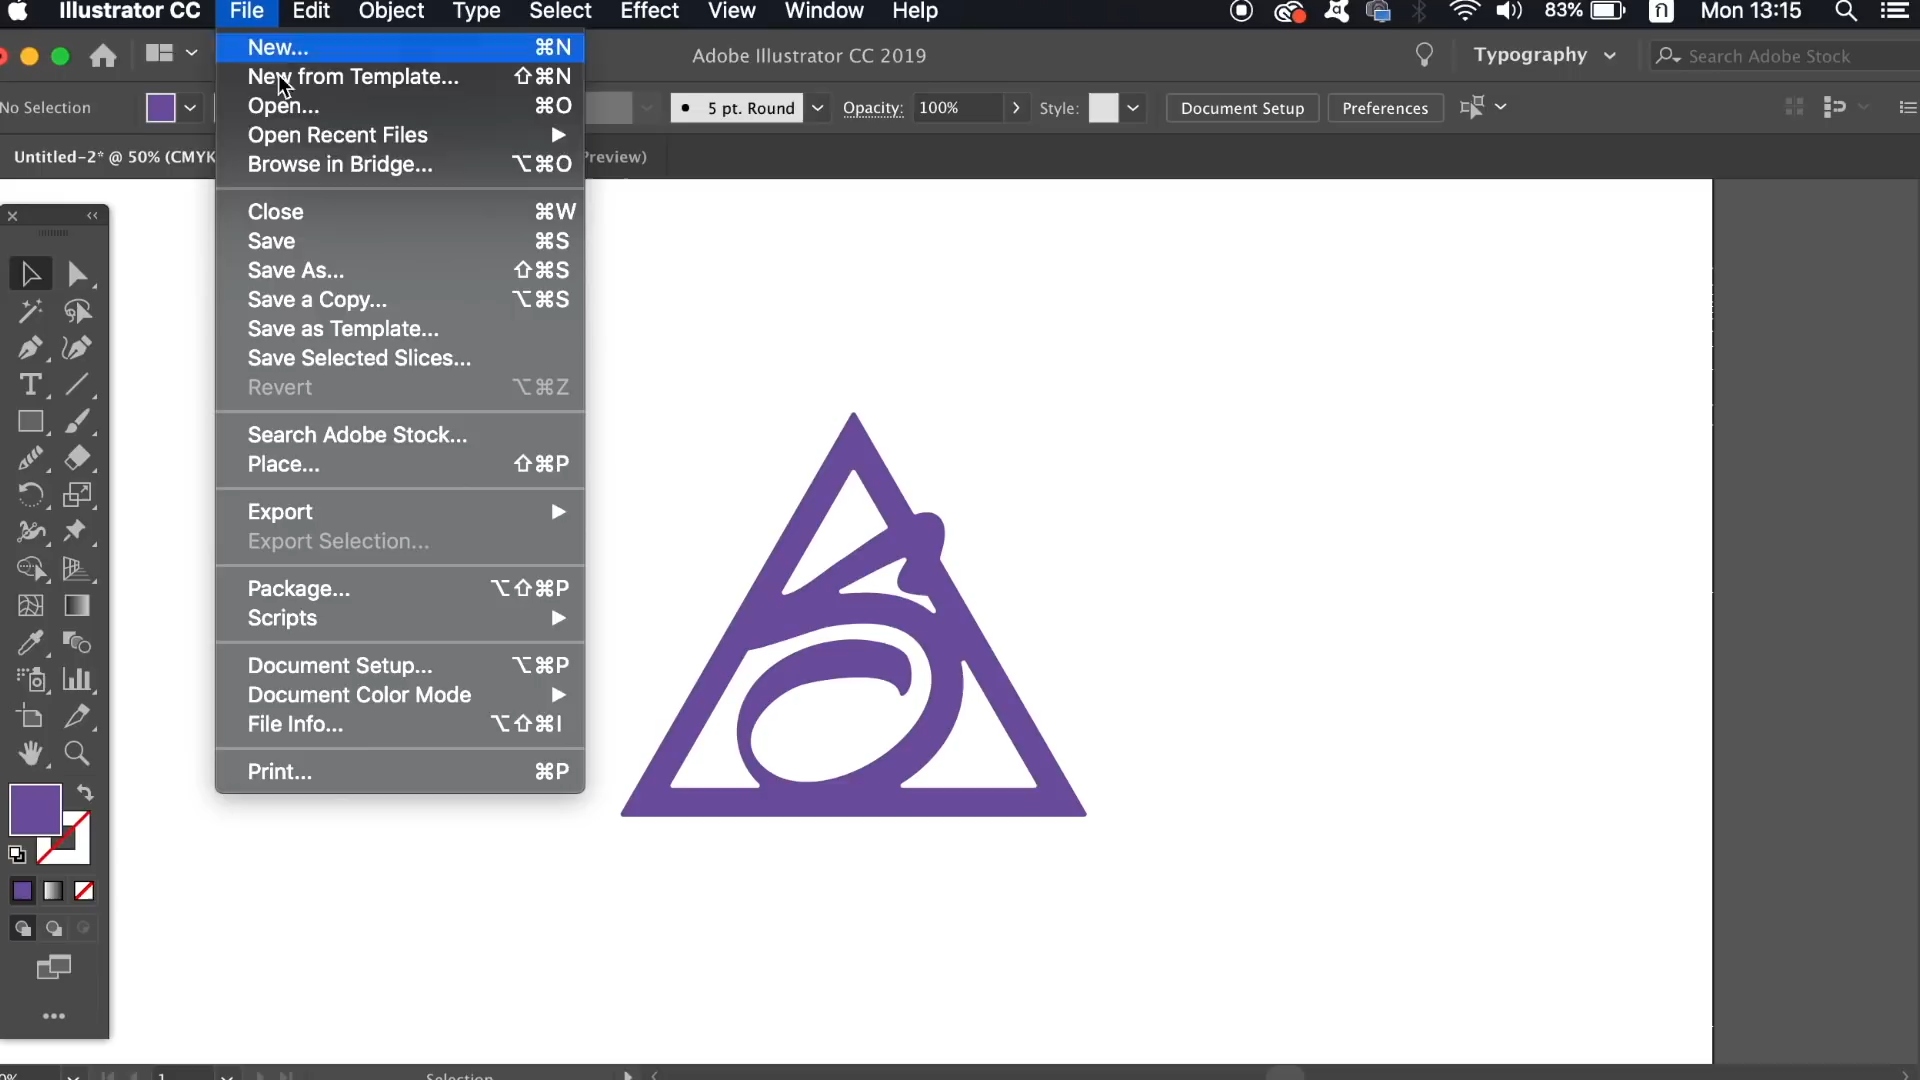 Illustrator CC File Edit Object Type Select Effect View Window Help 83% Mon 13:15
Adobe Illustrator CC 2019 Typography Search Adobe Stock
No Selection 5 pt. Round Opacity: 100% Style: Document Setup Preferences
Untitled-2* @ 50% (CMYK Preview)
New... ⌘N
New from Template... ⇧⌘N
Open... ⌘O
Open Recent Files ▶
Browse in Bridge... ⌥⌘O
Close ⌘W
Save ⌘S
Save As... ⇧⌘S
Save a Copy... ⌥⌘S
Save as Template...
Save Selected Slices...
Revert ⌥⌘Z
Search Adobe Stock...
Place... ⇧⌘P
Export ▶
Export Selection...
Package... ⌥⇧⌘P
Scripts ▶
Document Setup... ⌥⌘P
Document Color Mode ▶
File Info... ⌥⇧⌘I
Print... ⌘P
1 Selection